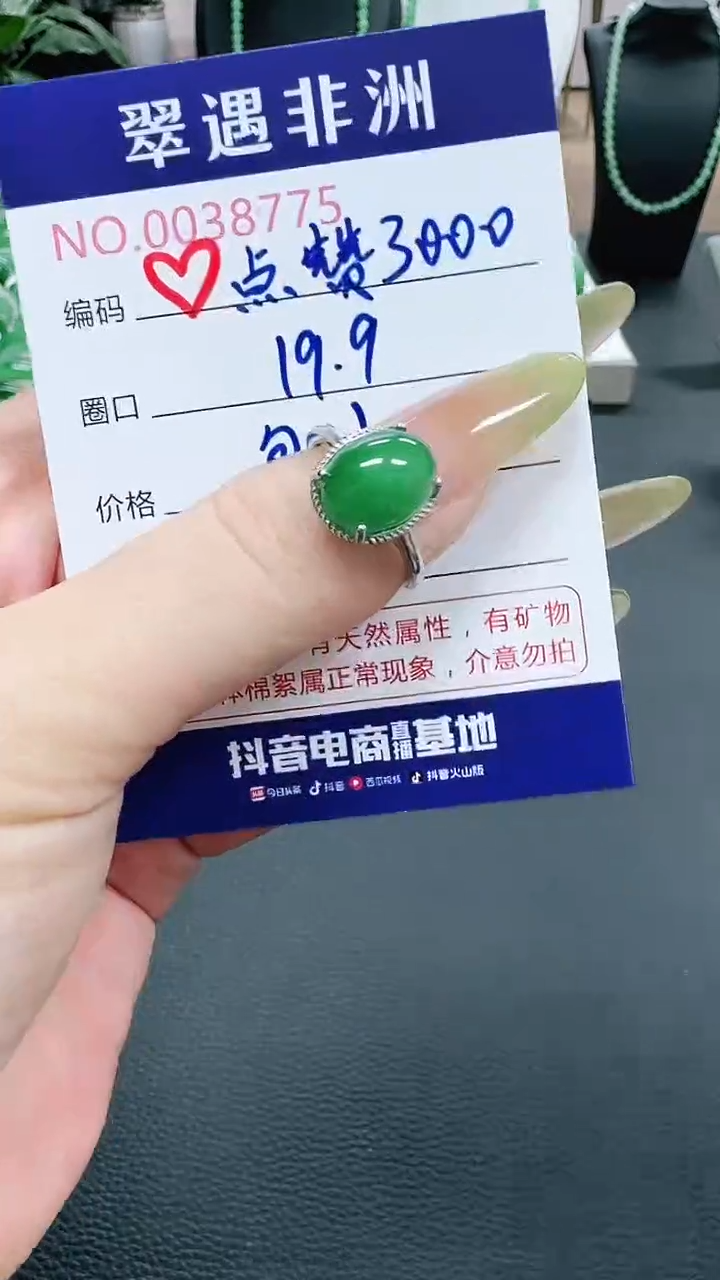 翠遇非洲
NO.0038775
编码 点赞3000
圈口 19.9
价格
天然属性，有矿物
棉絮属正常现象，介意勿拍
抖音电商直播基地
今日头条 抖音 西瓜视频 抖音火山版